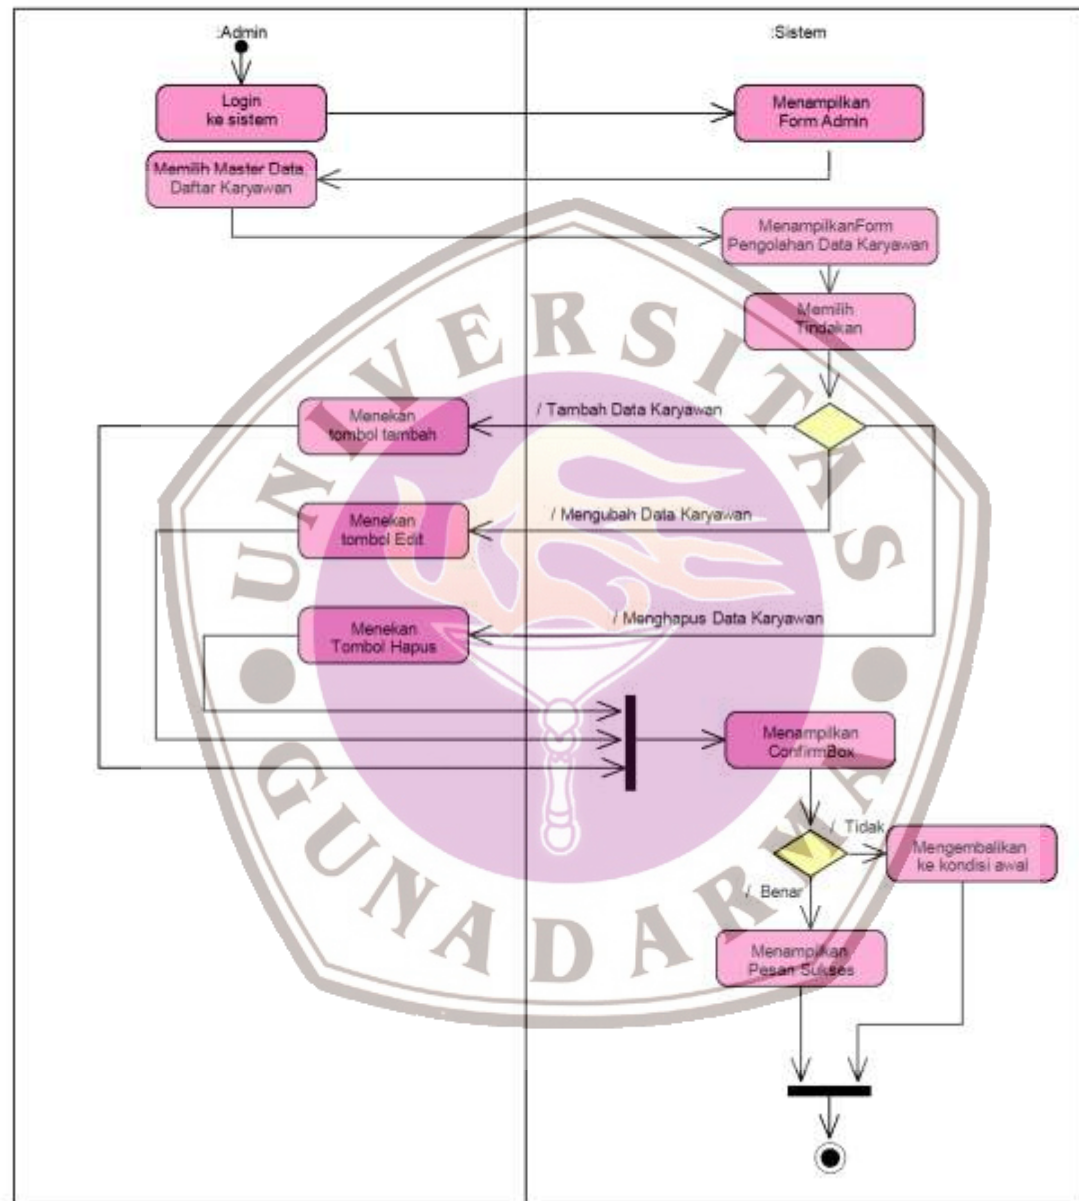 :Admin
:Sistem
Login
ke sistem
Menampilkan
Form Admin
Memilih Master Data,
Daftar Karyawan
MenampilkanForm
Pengolahan Data Karyawan
Memilih
Tindakan
/ Tambah Data Karyawan
Menekan
tombol tambah
/ Mengubah Data Karyawan
Menekan
tombol Edit
/ Menghapus Data Karyawan
Menekan
Tombol Hapus
Menampilkan
ConfirmBox
/ Tidak
Mengembalikan
ke kondisi awal
/ Benar
Menampilkan
Pesan Sukses
UNIVERSITAS
GUNADARMA